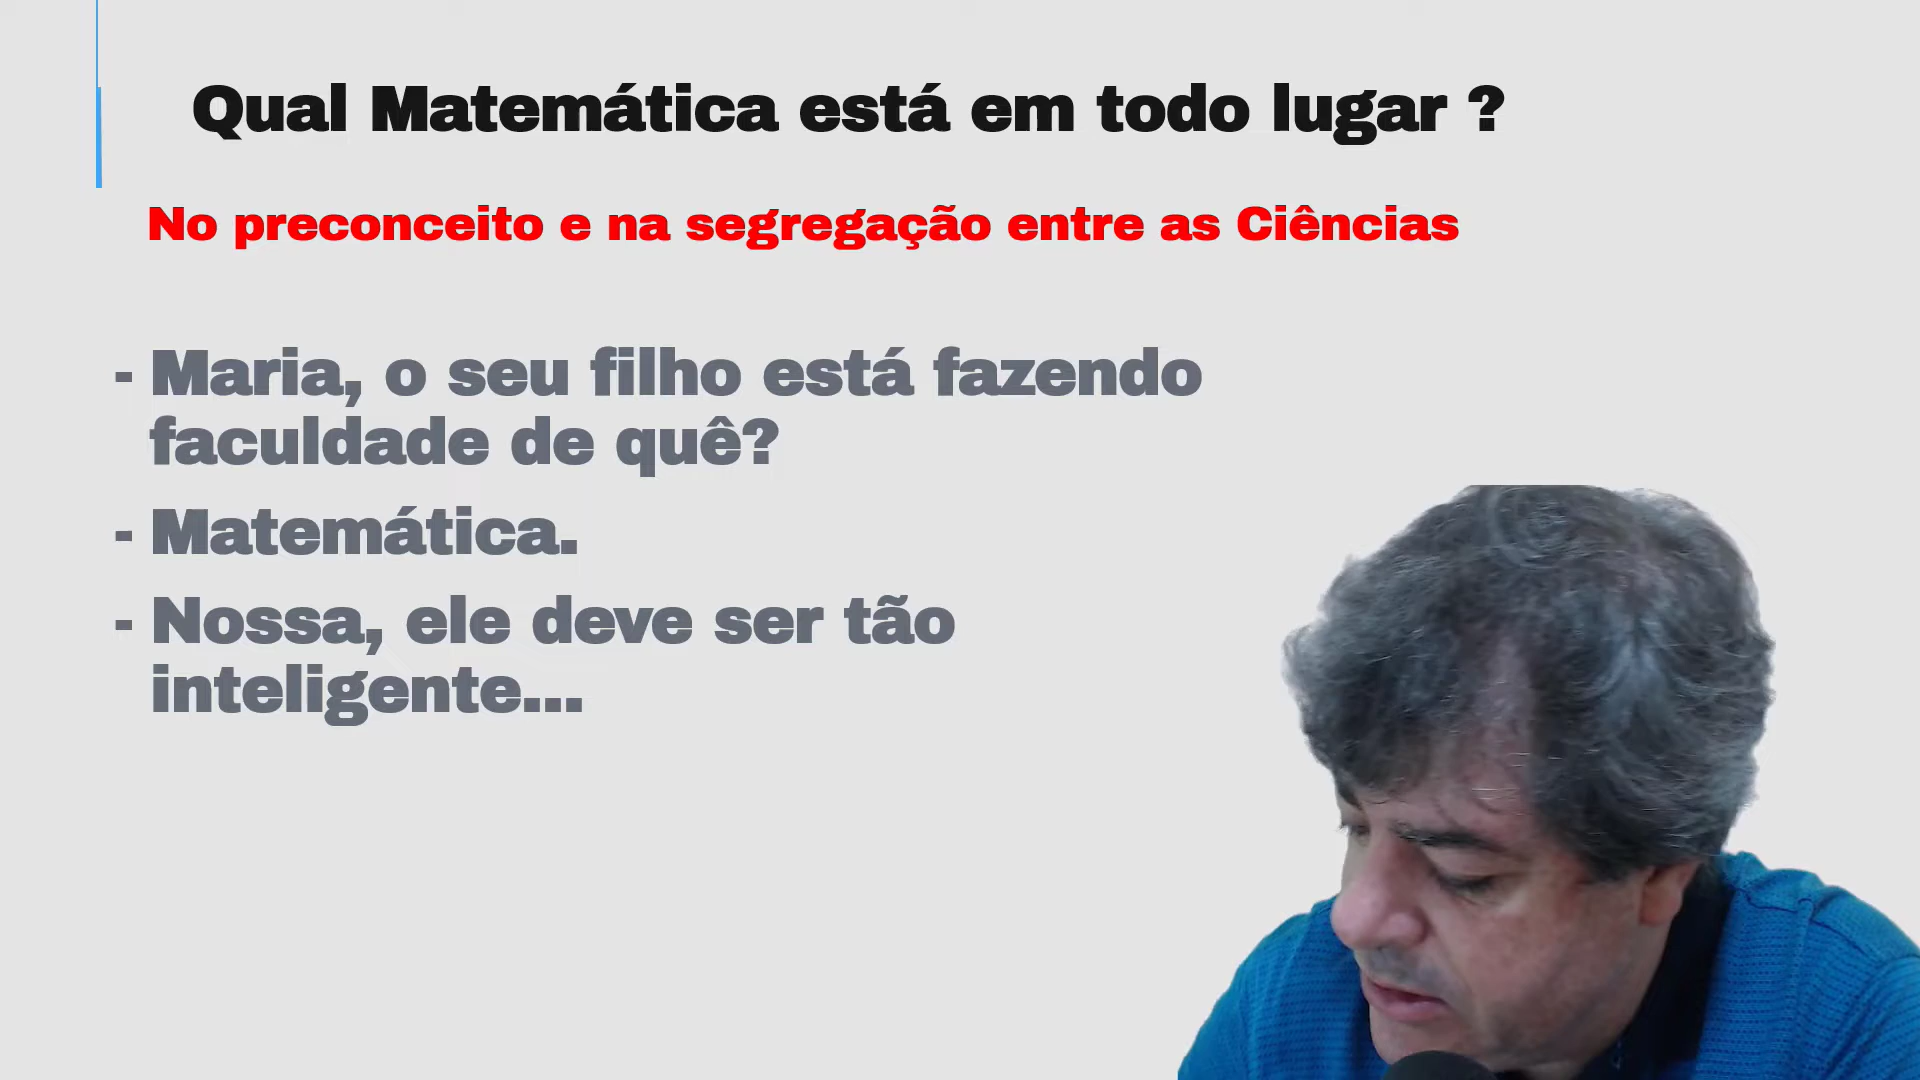 Qual Matemática está em todo lugar ?
No preconceito e na segregação entre as Ciências
- Maria, o seu filho está fazendo
faculdade de quê?
- Matemática.
- Nossa, ele deve ser tão
inteligente...